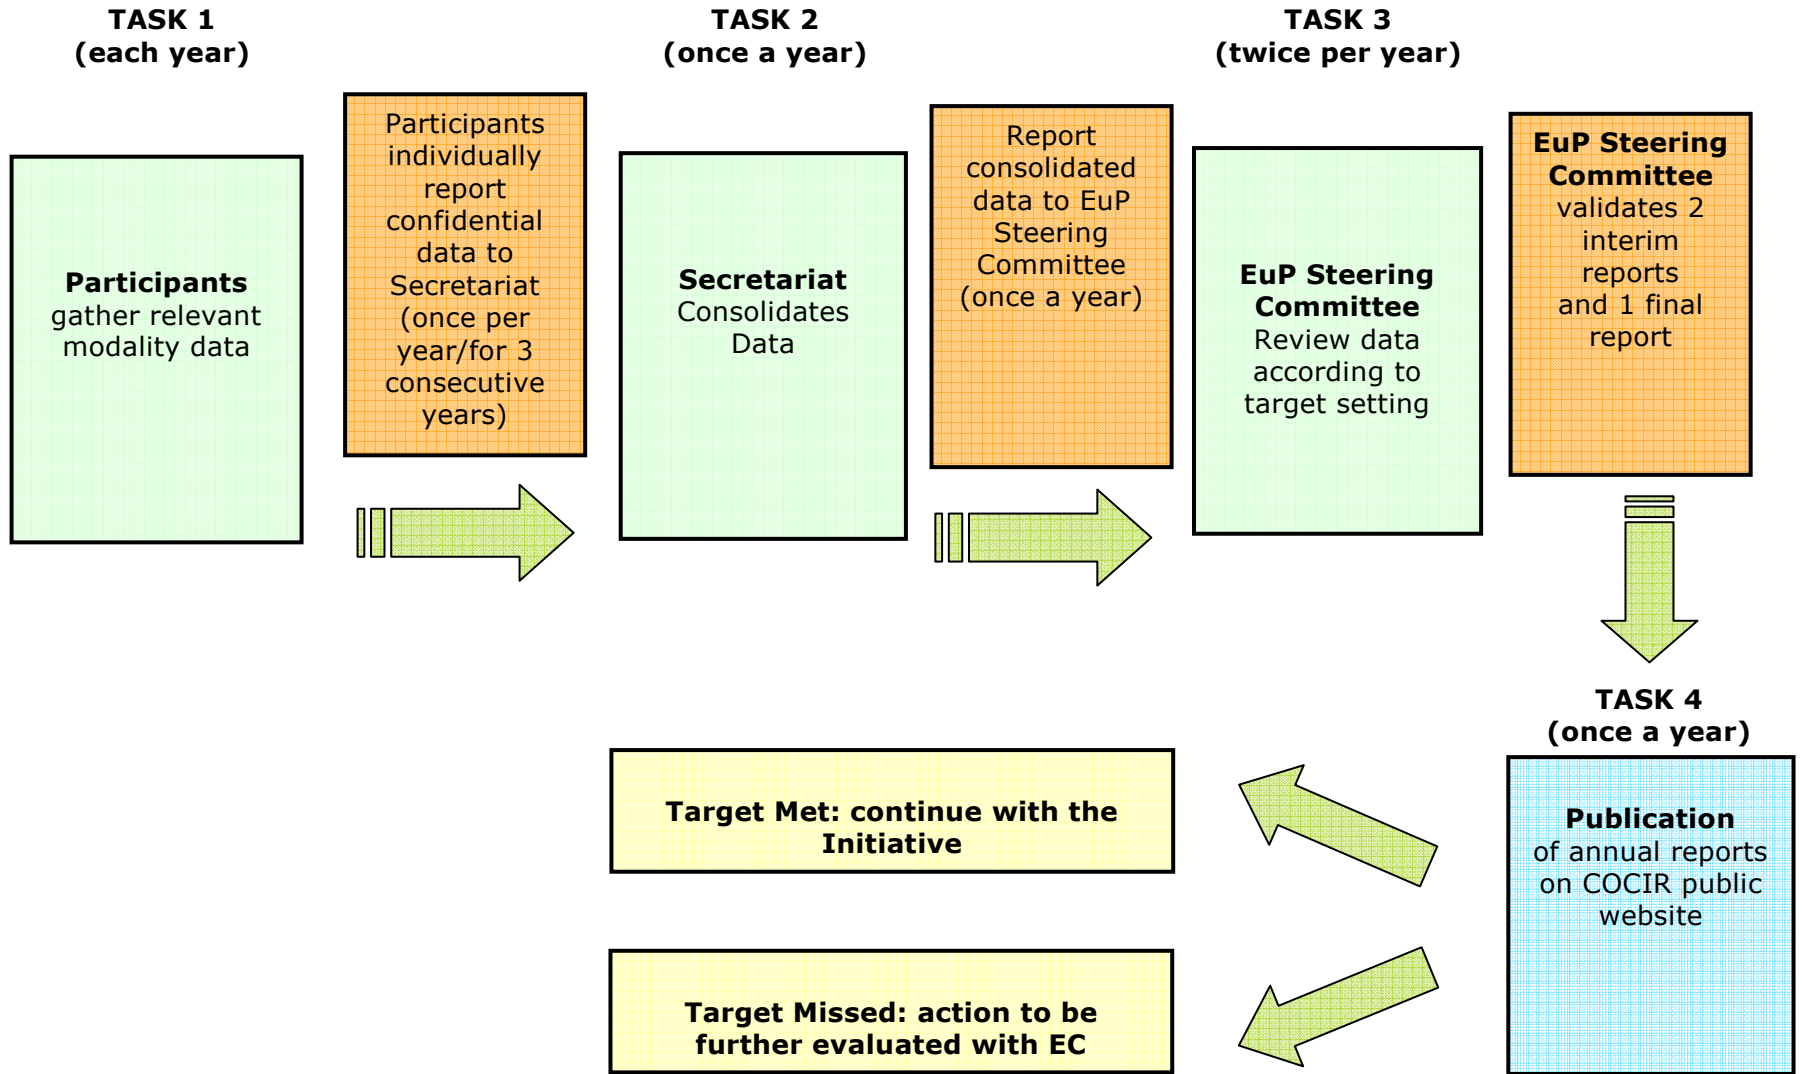 TASK 1
(each year)
Participants
gather relevant
modality data
Participants
individually
report
confidential
data to
Secretariat
(once per
year/for 3
consecutive
years)
TASK 2
(once a year)
Secretariat
Consolidates
Data
Report
consolidated
data to EuP
Steering
Committee
(once a year)
TASK 3
(twice per year)
EuP Steering
Committee
Review data
according to
target setting
EuP Steering
Committee
validates 2
interim
reports
and 1 final
report
TASK 4
(once a year)
Publication
of annual reports
on COCIR public
website
Target Met: continue with the
Initiative
Target Missed: action to be
further evaluated with EC